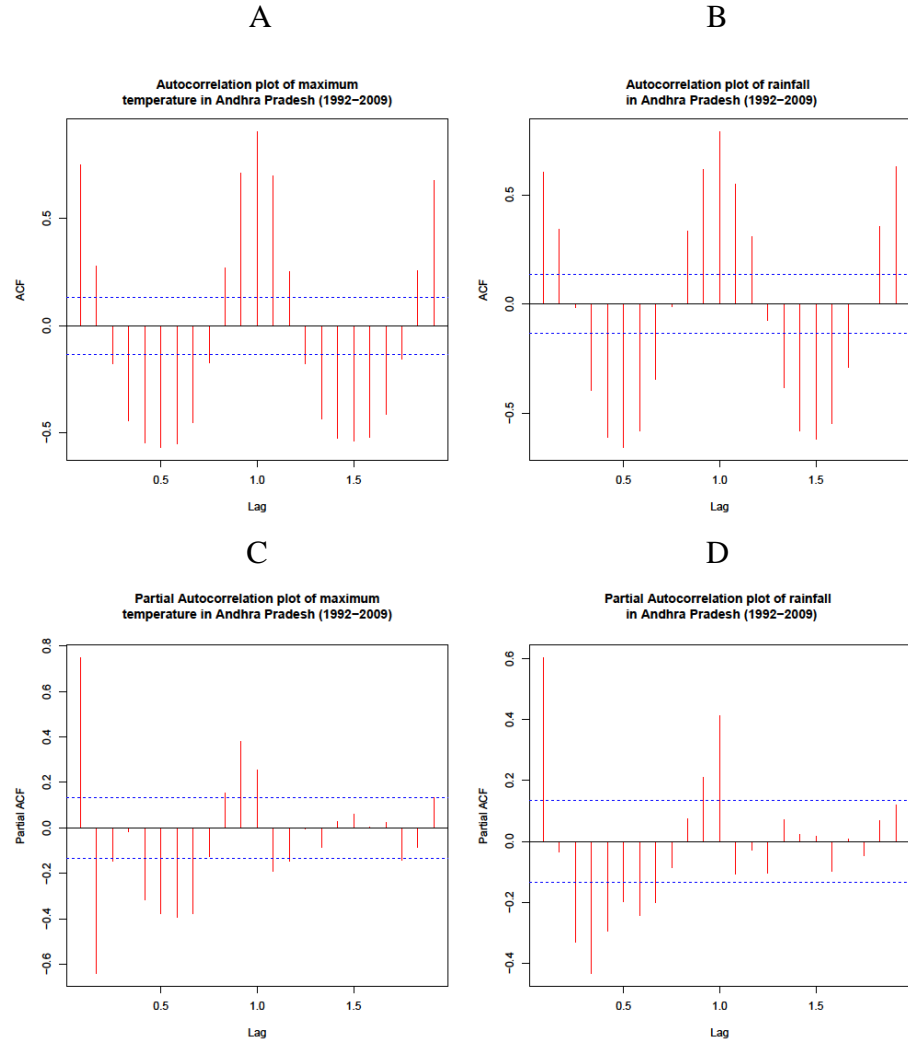 A
B
Autocorrelation plot of maximum
temperature in Andhra Pradesh (1992−2009)
0.5
0.0
−0.5
ACF
0.5
1.0
1.5
Lag
Autocorrelation plot of rainfall
in Andhra Pradesh (1992−2009)
0.5
0.0
−0.5
ACF
0.5
1.0
1.5
Lag
C
D
Partial Autocorrelation plot of maximum
temperature in Andhra Pradesh (1992−2009)
0.8
0.6
0.4
0.2
0.0
−0.2
−0.4
−0.6
Partial ACF
0.5
1.0
1.5
Lag
Partial Autocorrelation plot of rainfall
in Andhra Pradesh (1992−2009)
0.6
0.4
0.2
0.0
−0.2
−0.4
Partial ACF
0.5
1.0
1.5
Lag